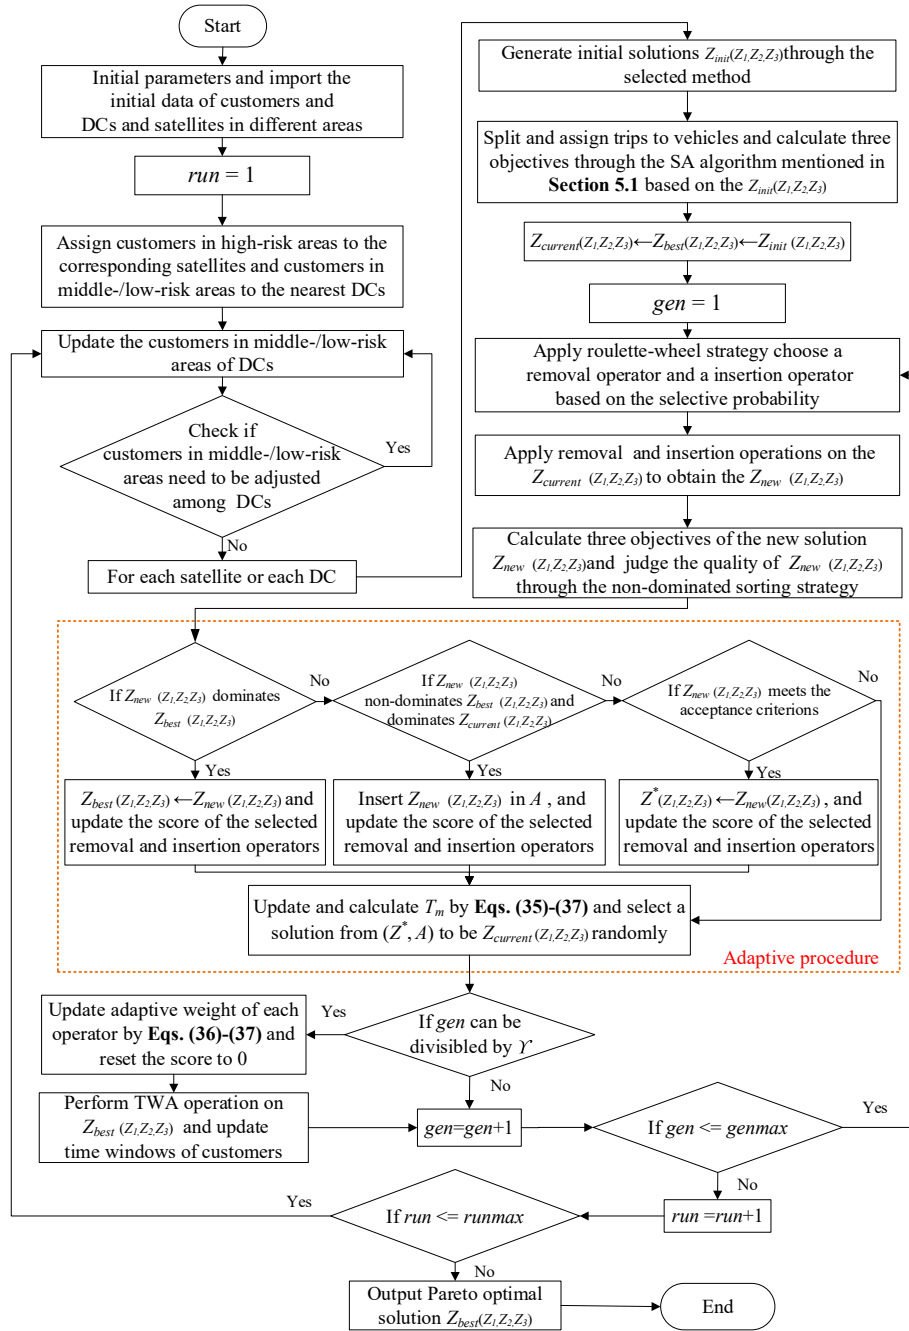 Start
Initial parameters and import the
initial data of customers and
DCs and satellites in different areas
run = 1
Assign customers in high-risk areas to the
corresponding satellites and customers in
middle-/low-risk areas to the nearest DCs
Update the customers in middle-/low-risk
areas of DCs
Check if
customers in middle-/low-risk
areas need to be adjusted
among DCs
Yes
No
For each satellite or each DC
Generate initial solutions Zinit(Z1,Z2,Z3)through the
selected method
Split and assign trips to vehicles and calculate three
objectives through the SA algorithm mentioned in
Section 5.1 based on the Zinit(Z1,Z2,Z3)
Zcurrent(Z1,Z2,Z3)←Zbest(Z1,Z2,Z3)←Zinit (Z1,Z2,Z3)
gen = 1
Apply roulette-wheel strategy choose a
removal operator and a insertion operator
based on the selective probability
Apply removal and insertion operations on the
Zcurrent (Z1,Z2,Z3) to obtain the Znew (Z1,Z2,Z3)
Calculate three objectives of the new solution
Znew (Z1,Z2,Z3)and judge the quality of Znew (Z1,Z2,Z3)
through the non-dominated sorting strategy
If Znew (Z1,Z2,Z3) dominates
Zbest (Z1,Z2,Z3)
No
Yes
If Znew (Z1,Z2,Z3)
non-dominates Zbest (Z1,Z2,Z3) and
dominates Zcurrent (Z1,Z2,Z3)
No
Yes
If Znew (Z1,Z2,Z3) meets the
acceptance criterions
No
Yes
Zbest (Z1,Z2,Z3) ←Znew (Z1,Z2,Z3) and
update the score of the selected
removal and insertion operators
Insert Znew (Z1,Z2,Z3) in A , and
update the score of the selected
removal and insertion operators
Z*(Z1,Z2,Z3) ←Znew(Z1,Z2,Z3) , and
update the score of the selected
removal and insertion operators
Update and calculate Tm by Eqs. (35)-(37) and select a
solution from (Z*, A) to be Zcurrent (Z1,Z2,Z3) randomly
Adaptive procedure
If gen can be
divisibled by ϒ
Yes
No
Update adaptive weight of each
operator by Eqs. (36)-(37) and
reset the score to 0
Perform TWA operation on
Zbest (Z1,Z2,Z3) and update
time windows of customers
gen=gen+1
If gen <= genmax
Yes
No
run =run+1
If run <= runmax
Yes
No
Output Pareto optimal
solution Zbest(Z1,Z2,Z3)
End